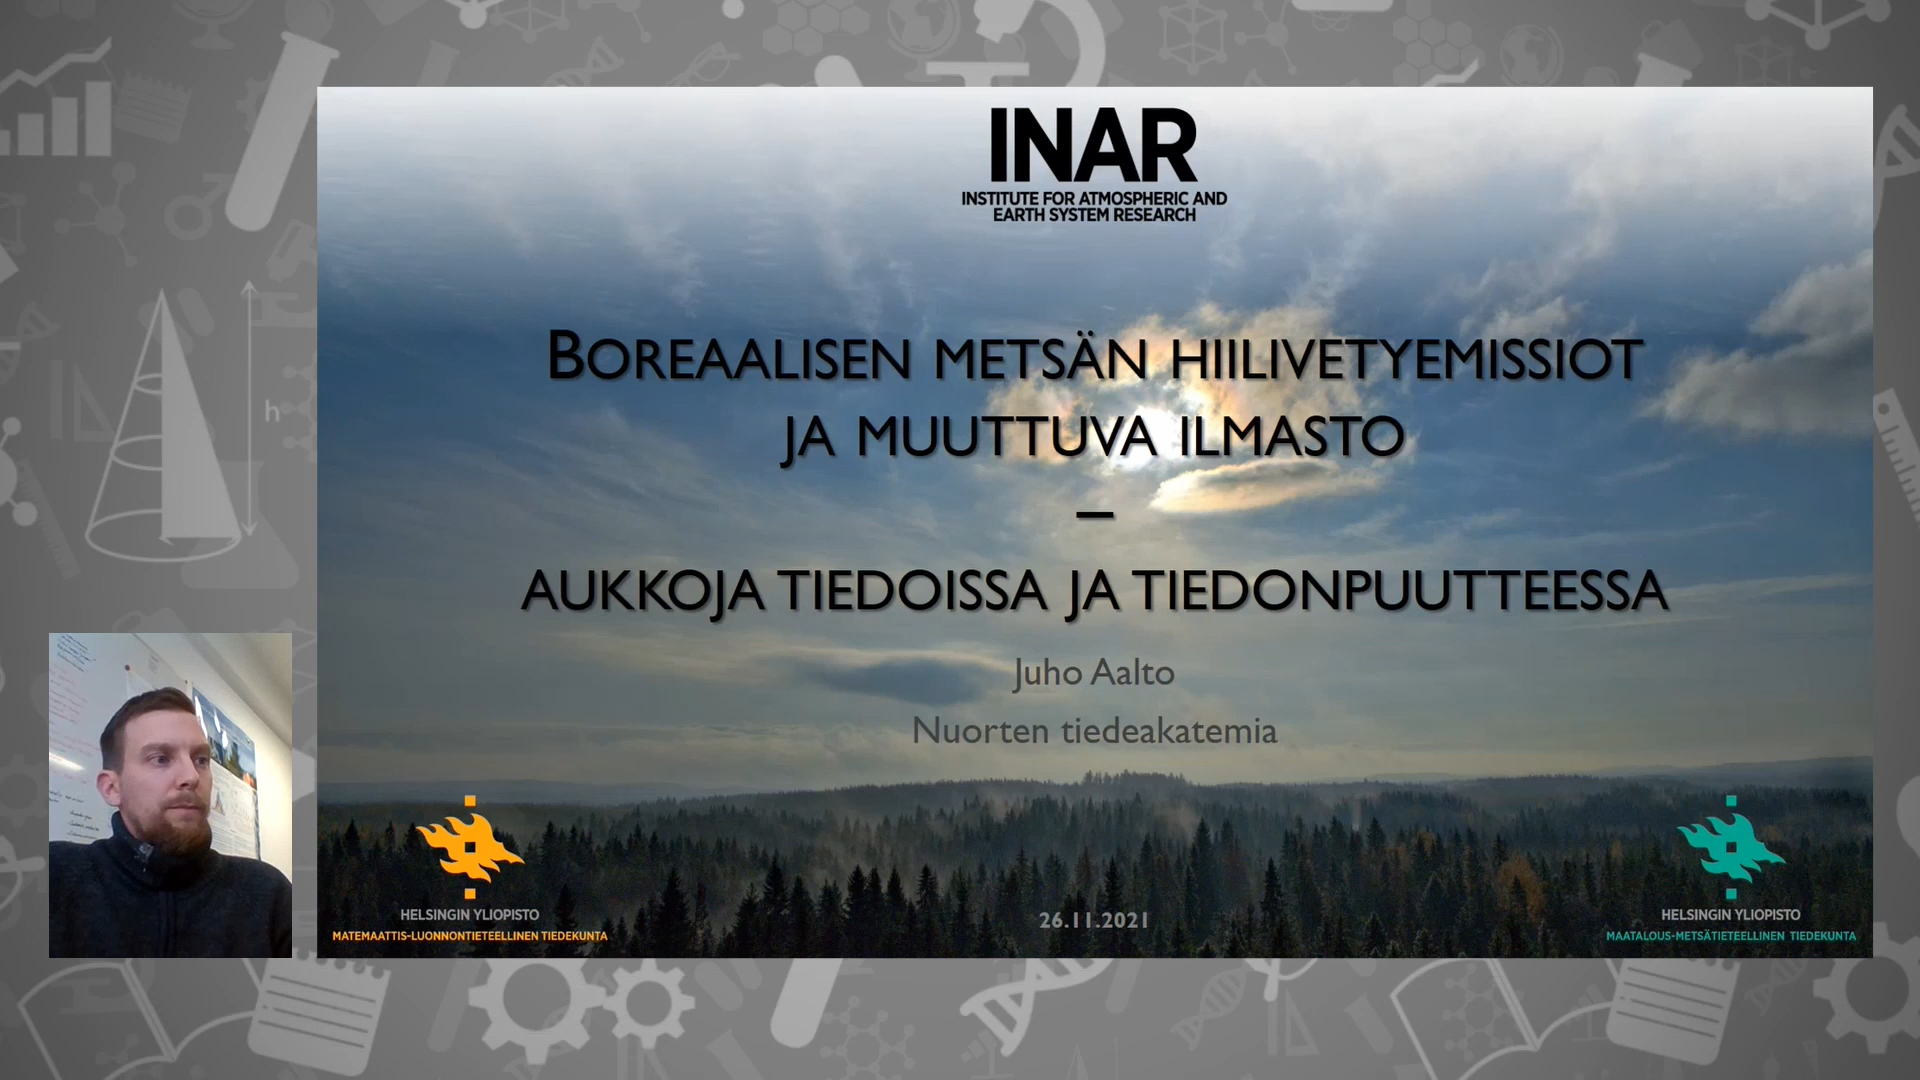 INAR
INSTITUTE FOR ATMOSPHERIC AND
EARTH SYSTEM RESEARCH
BOREAALISEN METSÄN HIILIVETYEMISSIOT
JA MUUTTUVA ILMASTO
–
AUKKOJA TIEDOISSA JA TIEDONPUUTTEESSA
Juho Aalto
Nuorten tiedeakatemia
HELSINGIN YLIOPISTO
MATEMAATTIS-LUONNONTIETEELLINEN TIEDEKUNTA
26.11.2021
HELSINGIN YLIOPISTO
MAATALOUS-METSÄTIETEELLINEN TIEDEKUNTA
h